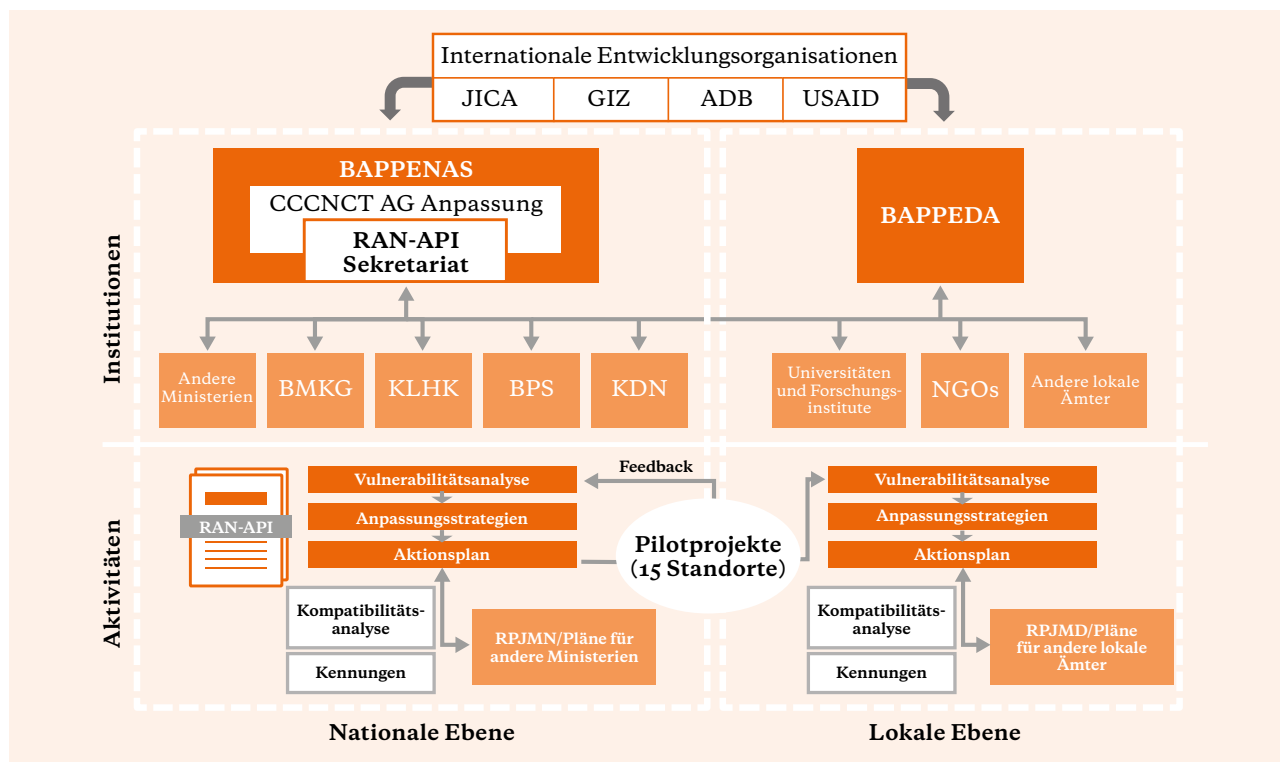 Internationale Entwicklungsorganisationen
JICA GIZ ADB USAID
Institutionen
BAPPENAS
CCCNCT AG Anpassung
RAN-API
Sekretariat
BAPPEDA
Andere
Ministerien
BMKG
KLHK
BPS
KDN
Universitäten
und Forschungs-
institute
NGOs
Andere lokale
Ämter
Aktivitäten
RAN-API
Vulnerabilitätsanalyse
Anpassungsstrategien
Aktionsplan
Kompatibilitäts-
analyse
Kennungen
RPJMN/Pläne für
andere Ministerien
Feedback
Pilotprojekte
(15 Standorte)
Vulnerabilitätsanalyse
Anpassungsstrategien
Aktionsplan
Kompatibilitäts-
analyse
Kennungen
RPJMD/Pläne
für andere lokale
Ämter
Nationale Ebene
Lokale Ebene